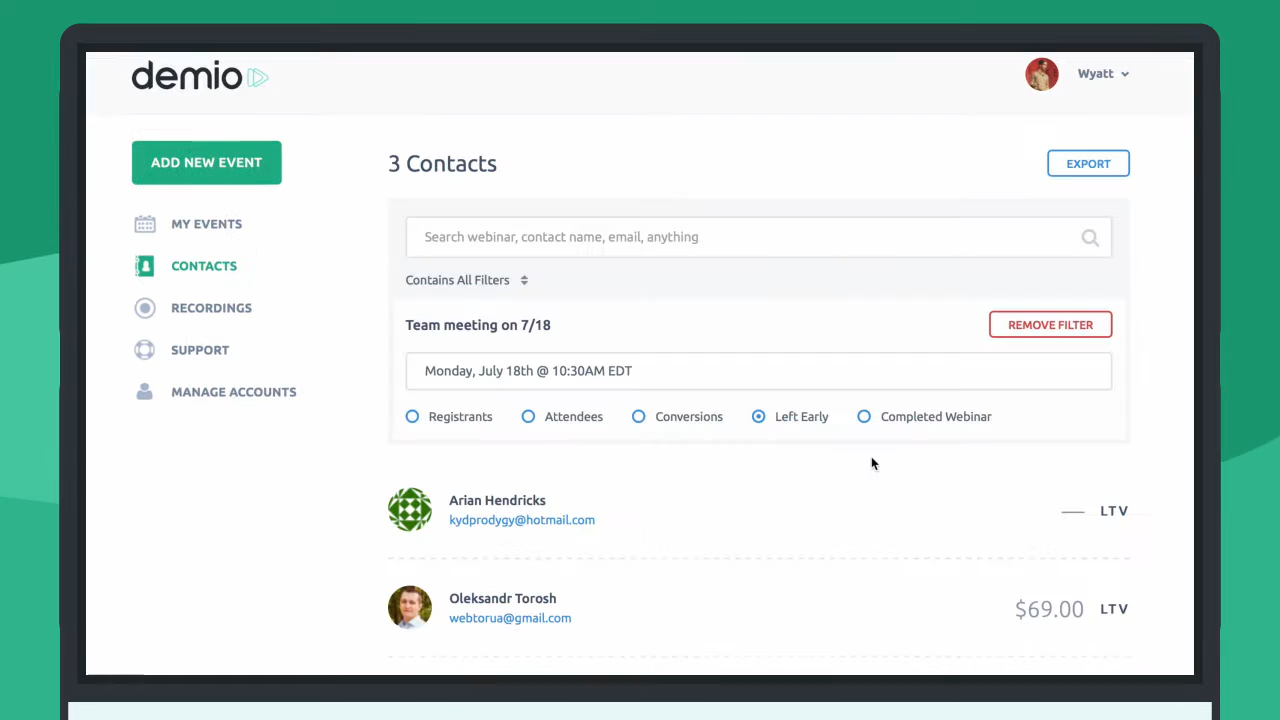 demio
Wyatt
ADD NEW EVENT
3 Contacts
EXPORT
MY EVENTS
CONTACTS
RECORDINGS
SUPPORT
MANAGE ACCOUNTS
Search webinar, contact name, email, anything
Contains All Filters
Team meeting on 7/18
REMOVE FILTER
Monday, July 18th @ 10:30AM EDT
Registrants Attendees Conversions Left Early Completed Webinar
Arian Hendricks
kydprodygy@hotmail.com
— LTV
Oleksandr Torosh
webtorua@gmail.com
$69.00 LTV